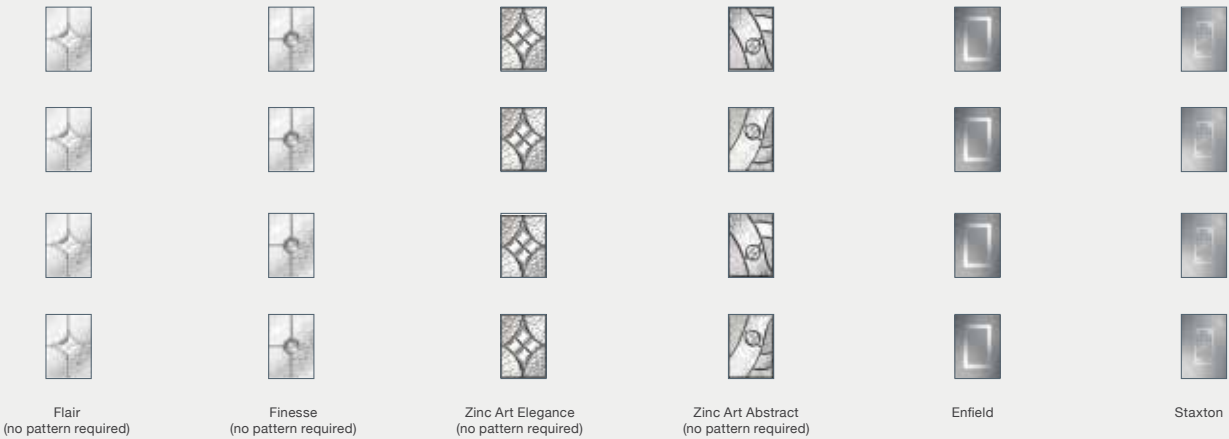 Flair
(no pattern required)
Finesse
(no pattern required)
Zinc Art Elegance
(no pattern required)
Zinc Art Abstract
(no pattern required)
Enfield
Staxton